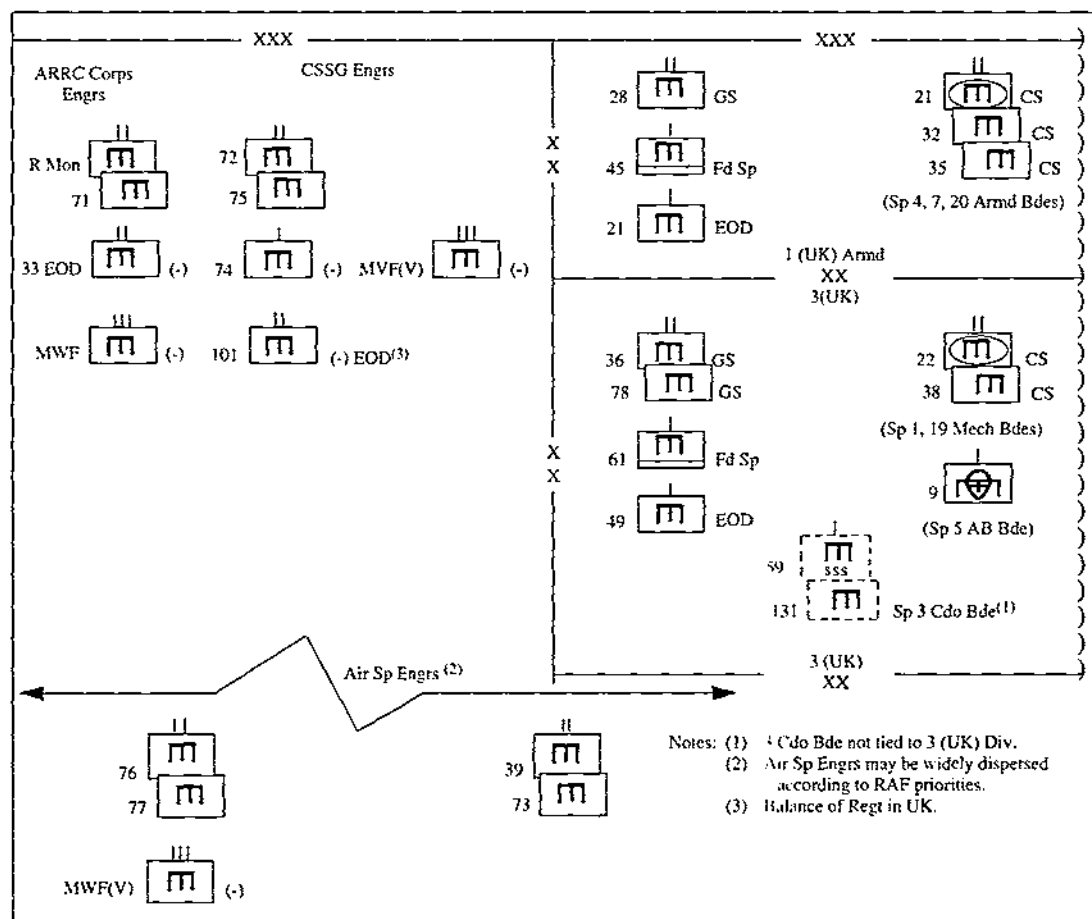 XXX
XXX
ARRC Corps
Engrs
CSSG Engrs
R Mon
71
72
75
33 EOD
(-)
74
(-)
MVF(V)
(-)
MWF
(-)
101
(-) EOD(3)
X
X
28
GS
45
Fd Sp
21
EOD
21
CS
32
CS
35
CS
(Sp 4, 7, 20 Armd Bdes)
1 (UK) Armd
XX
3(UK)
36
GS
78
GS
X
X
61
Fd Sp
49
EOD
22
CS
38
CS
(Sp 1, 19 Mech Bdes)
9
(Sp 5 AB Bde)
59
sss
131
Sp 3 Cdo Bde(1)
3 (UK)
XX
Air Sp Engrs (2)
76
77
39
73
MWF(V)
(-)
Notes: (1) 3 Cdo Bde not tied to 3 (UK) Div.
(2) Air Sp Engrs may be widely dispersed
according to RAF priorities.
(3) Balance of Regt in UK.